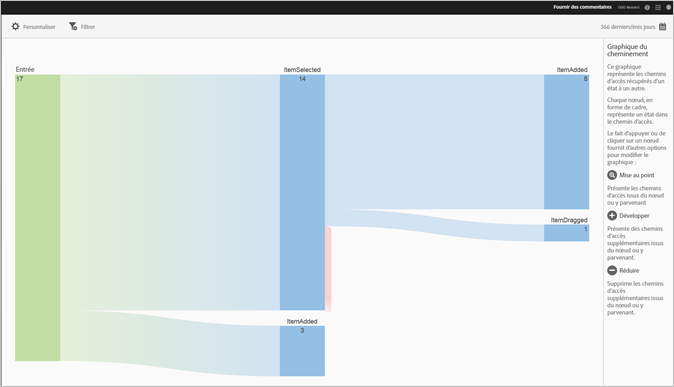 Fournir des commentaires
Personnaliser
Filtrer
366 derniers/ières jours
Entrée
17
ItemSelected
14
ItemAdded
3
ItemAdded
8
ItemDragged
1
Graphique du
cheminement
Ce graphique
représente les chemins
d'accès récupérés d'un
état à un autre.
Chaque nœud, en
forme de cadre,
représente un état dans
le chemin d'accès.
Le fait d'appuyer ou de
cliquer sur un nœud
fournit d'autres options
pour modifier le
graphique :
Mise au point
Présente les chemins
d'accès issus du nœud
ou y parvenant
Développer
Présente des chemins
d'accès
supplémentaires issus
du nœud ou y
parvenant.
Réduire
Supprime les chemins
d'accès
supplémentaires issus
du nœud ou y
parvenant.